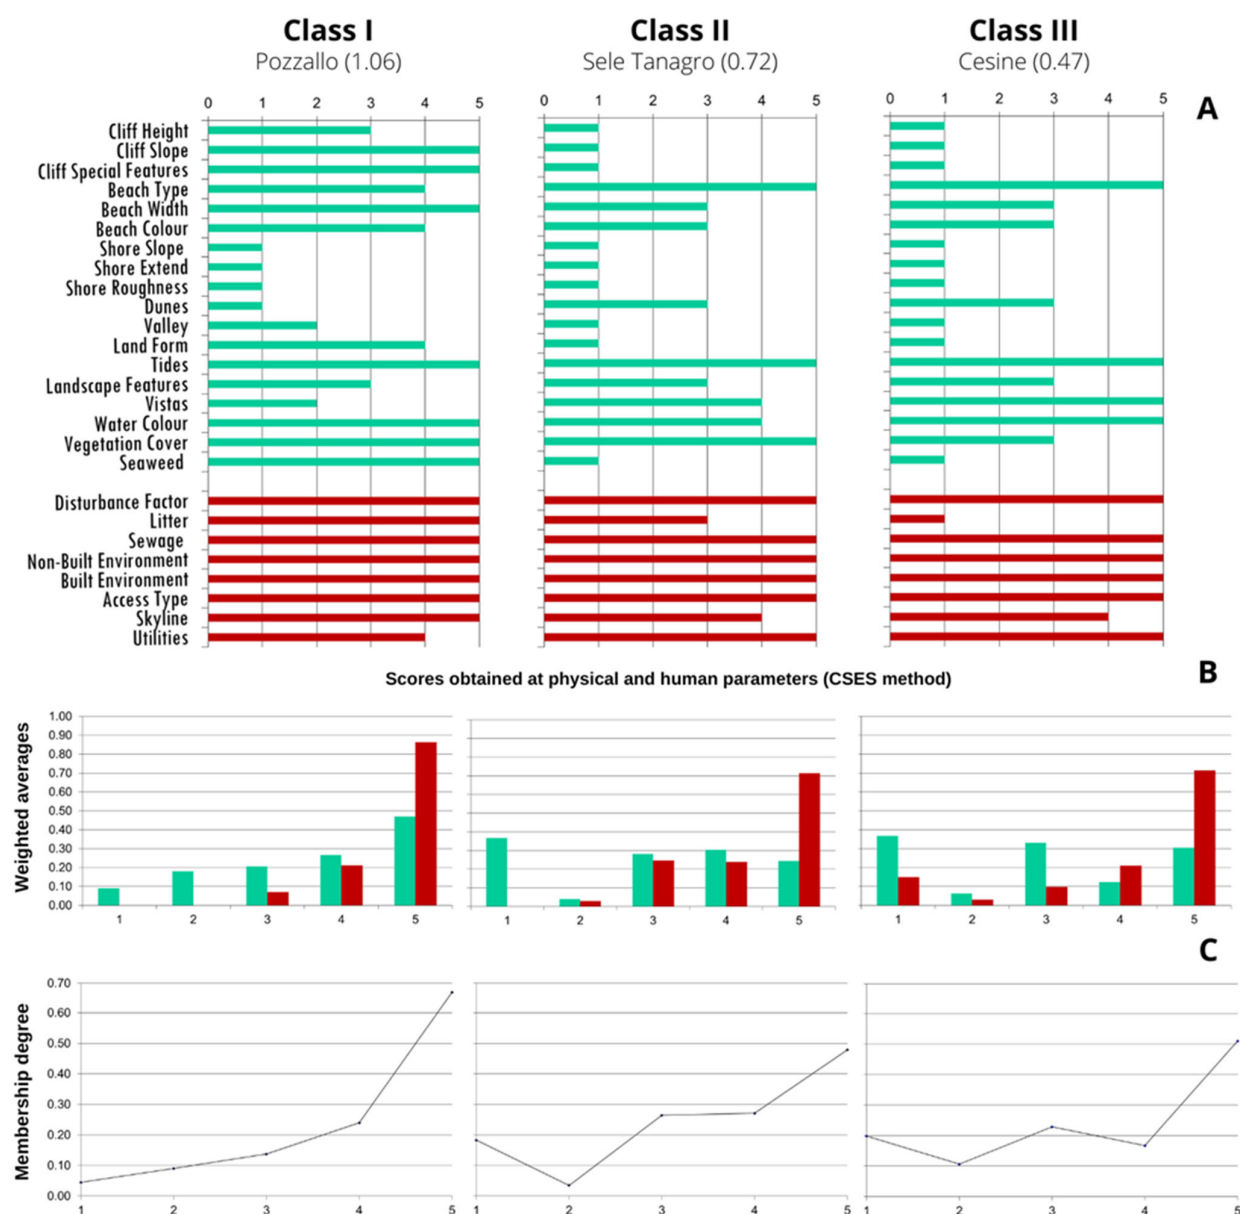 Class I
Class II
Class III
Pozzallo (1.06)
Sele Tanagro (0.72)
Cesine (0.47)
0 1 2 3 4 5
0 1 2 3 4 5
0 1 2 3 4 5
A
Cliff Height
Cliff Slope
Cliff Special Features
Beach Type
Beach Width
Beach Colour
Shore Slope
Shore Extend
Shore Roughness
Dunes
Valley
Land Form
Tides
Landscape Features
Vistas
Water Colour
Vegetation Cover
Seaweed
Disturbance Factor
Litter
Sewage
Non-Built Environment
Built Environment
Access Type
Skyline
Utilities
Scores obtained at physical and human parameters (CSES method)
B
Weighted averages
1.00
0.90
0.80
0.70
0.60
0.50
0.40
0.30
0.20
0.10
0.00
1 2 3 4 5
1 2 3 4 5
1 2 3 4 5
C
Membership degree
0.70
0.60
0.50
0.40
0.30
0.20
0.10
0.00
1 2 3 4 5
1 2 3 4 5
1 2 3 4 5